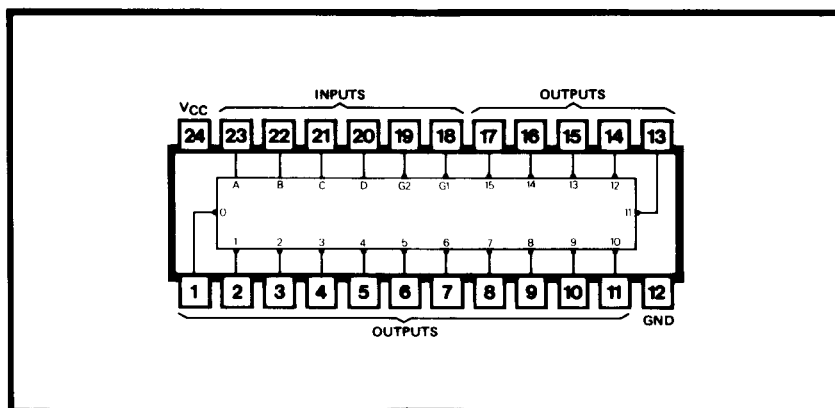 INPUTS OUTPUTS
VCC
24 23 22 21 20 19 18 17 16 15 14 13
A B C D G2 G1 15 14 13 12
0 11
1 2 3 4 5 6 7 8 9 10
1 2 3 4 5 6 7 8 9 10 11 12
OUTPUTS GND